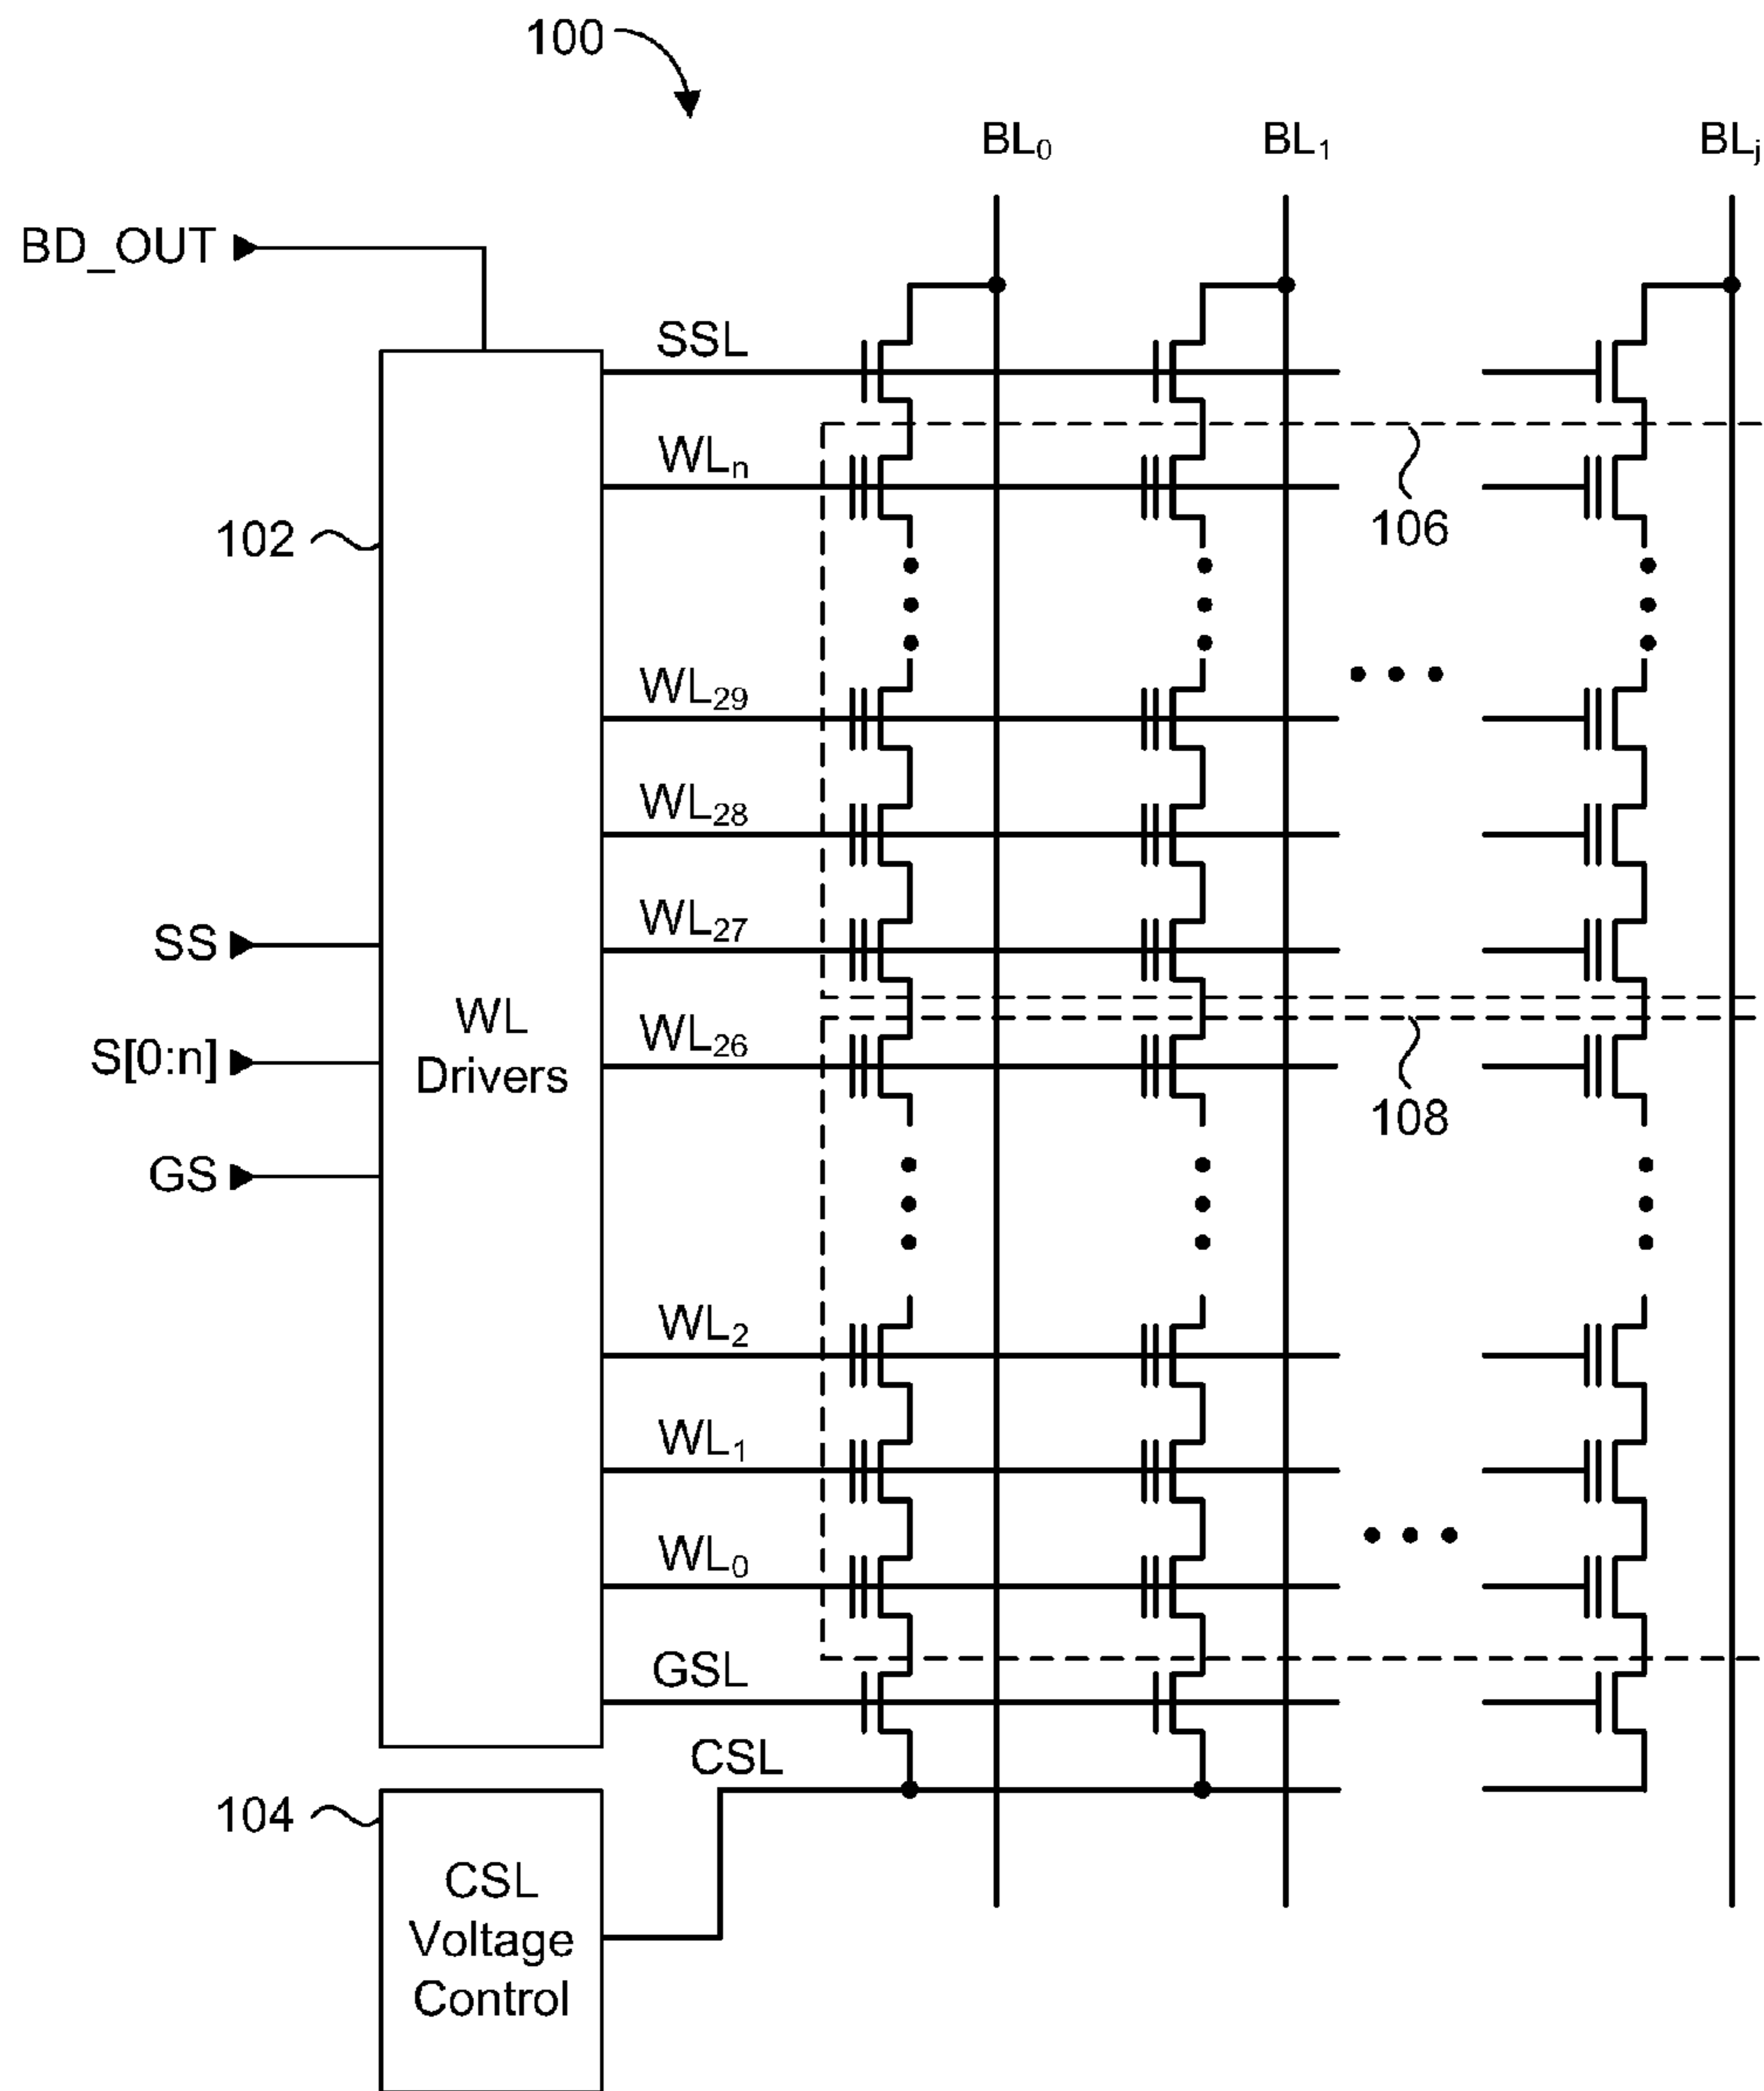 100
BL0
BL1
BLj
BD_OUT
SSL
WLn
102
106
WL29
WL28
WL27
SS
WL
Drivers
WL26
S[0:n]
108
GS
WL2
WL1
WL0
GSL
CSL
104
CSL
Voltage
Control